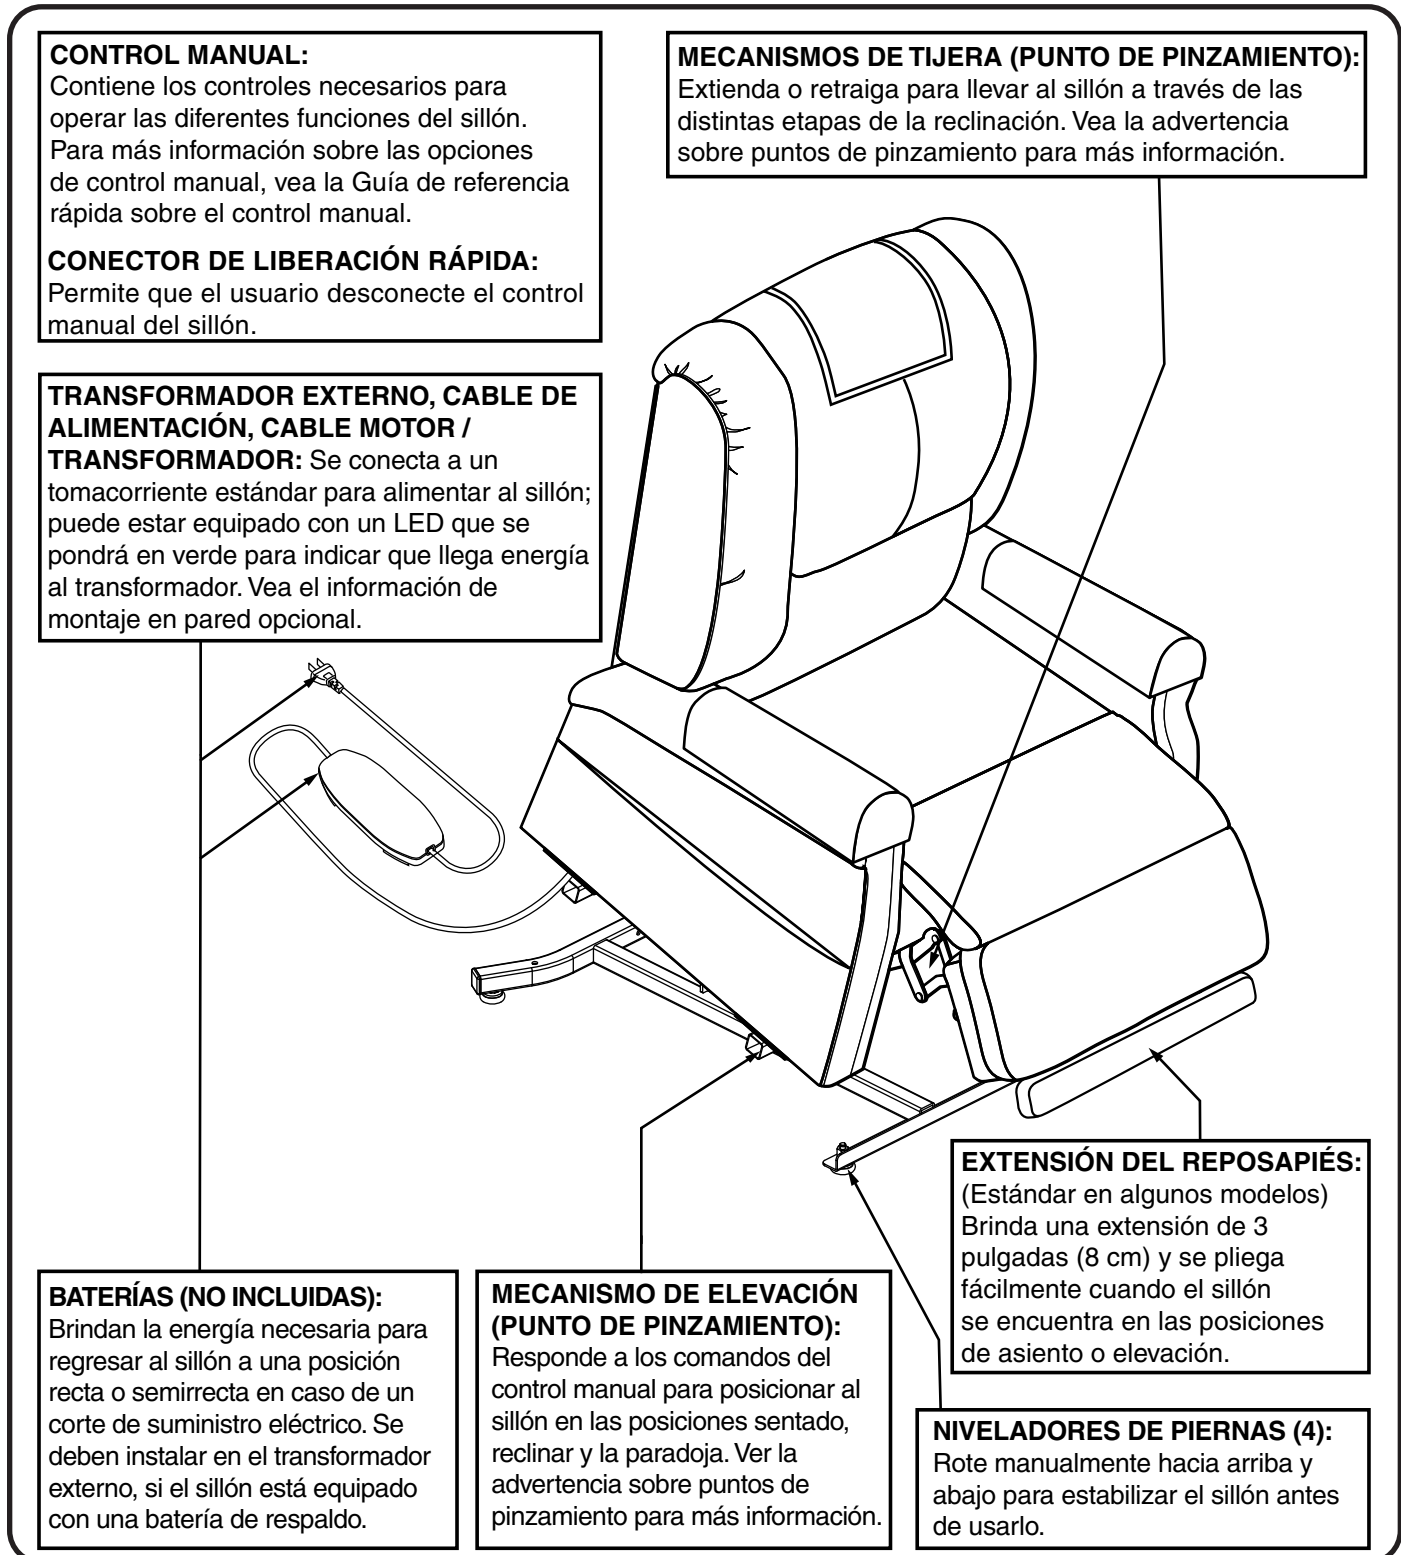 CONTROL MANUAL:
Contiene los controles necesarios para
operar las diferentes funciones del sillón.
Para más información sobre las opciones
de control manual, vea la Guía de referencia
rápida sobre el control manual.
CONECTOR DE LIBERACIÓN RÁPIDA:
Permite que el usuario desconecte el control
manual del sillón.
MECANISMOS DE TIJERA (PUNTO DE PINZAMIENTO):
Extienda o retraiga para llevar al sillón a través de las
distintas etapas de la reclinación. Vea la advertencia
sobre puntos de pinzamiento para más información.
TRANSFORMADOR EXTERNO, CABLE DE
ALIMENTACIÓN, CABLE MOTOR /
TRANSFORMADOR: Se conecta a un
tomacorriente estándar para alimentar al sillón;
puede estar equipado con un LED que se
pondrá en verde para indicar que llega energía
al transformador. Vea el información de
montaje en pared opcional.
EXTENSIÓN DEL REPOSAPIÉS:
(Estándar en algunos modelos)
Brinda una extensión de 3
pulgadas (8 cm) y se pliega
fácilmente cuando el sillón
se encuentra en las posiciones
de asiento o elevación.
BATERÍAS (NO INCLUIDAS):
Brindan la energía necesaria para
regresar al sillón a una posición
recta o semirrecta en caso de un
corte de suministro eléctrico. Se
deben instalar en el transformador
externo, si el sillón está equipado
con una batería de respaldo.
MECANISMO DE ELEVACIÓN
(PUNTO DE PINZAMIENTO):
Responde a los comandos del
control manual para posicionar al
sillón en las posiciones sentado,
reclinar y la paradoja. Ver la
advertencia sobre puntos de
pinzamiento para más información.
NIVELADORES DE PIERNAS (4):
Rote manualmente hacia arriba y
abajo para estabilizar el sillón antes
de usarlo.